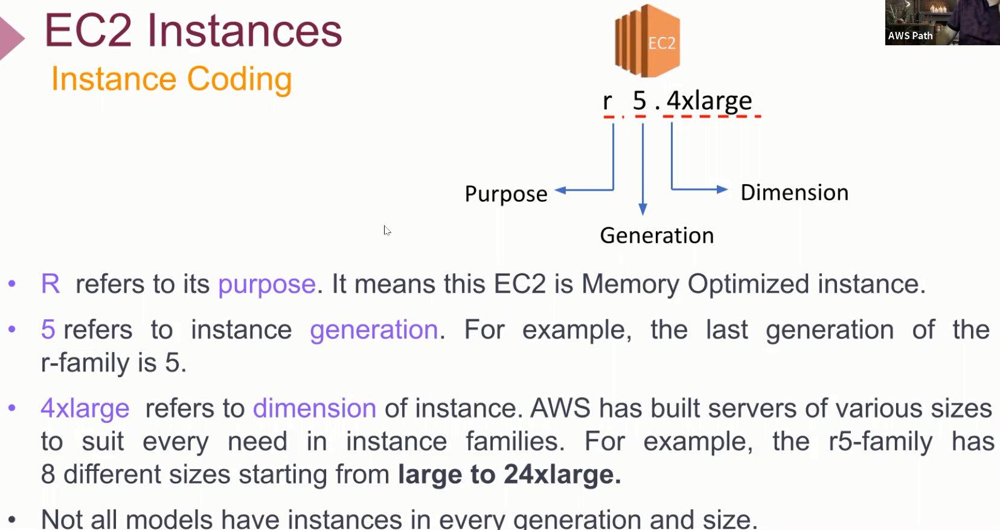 EC2 Instances
Instance Coding
EC2
AWS Path
r 5 . 4xlarge
Purpose
Dimension
Generation
• R refers to its purpose. It means this EC2 is Memory Optimized instance.
• 5 refers to instance generation. For example, the last generation of the
r-family is 5.
• 4xlarge refers to dimension of instance. AWS has built servers of various sizes
to suit every need in instance families. For example, the r5-family has
8 different sizes starting from large to 24xlarge.
• Not all models have instances in every generation and size.